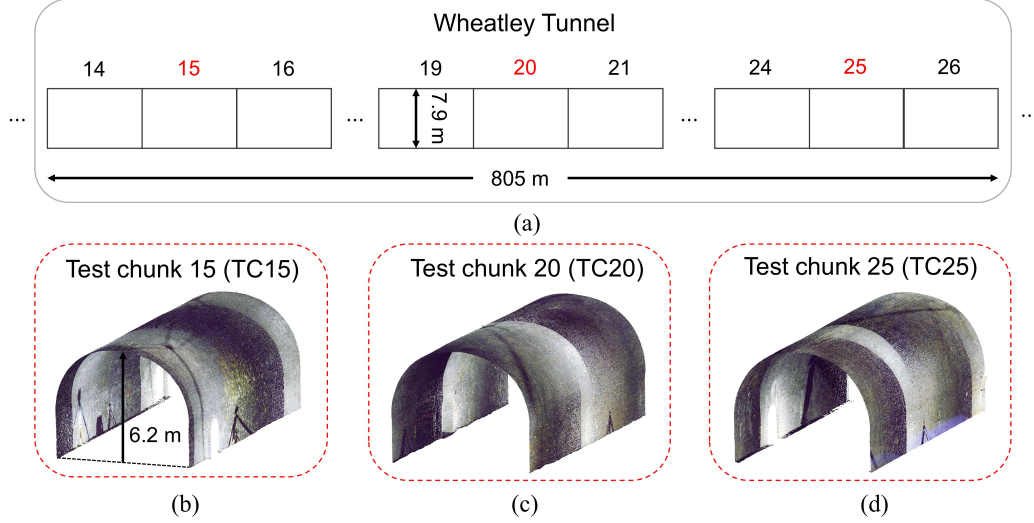 Wheatley Tunnel
14 15 16 19 20 21 24 25 26
... ... 7.9 m ... ..
805 m
(a)
Test chunk 15 (TC15) Test chunk 20 (TC20) Test chunk 25 (TC25)
6.2 m
(b) (c) (d)